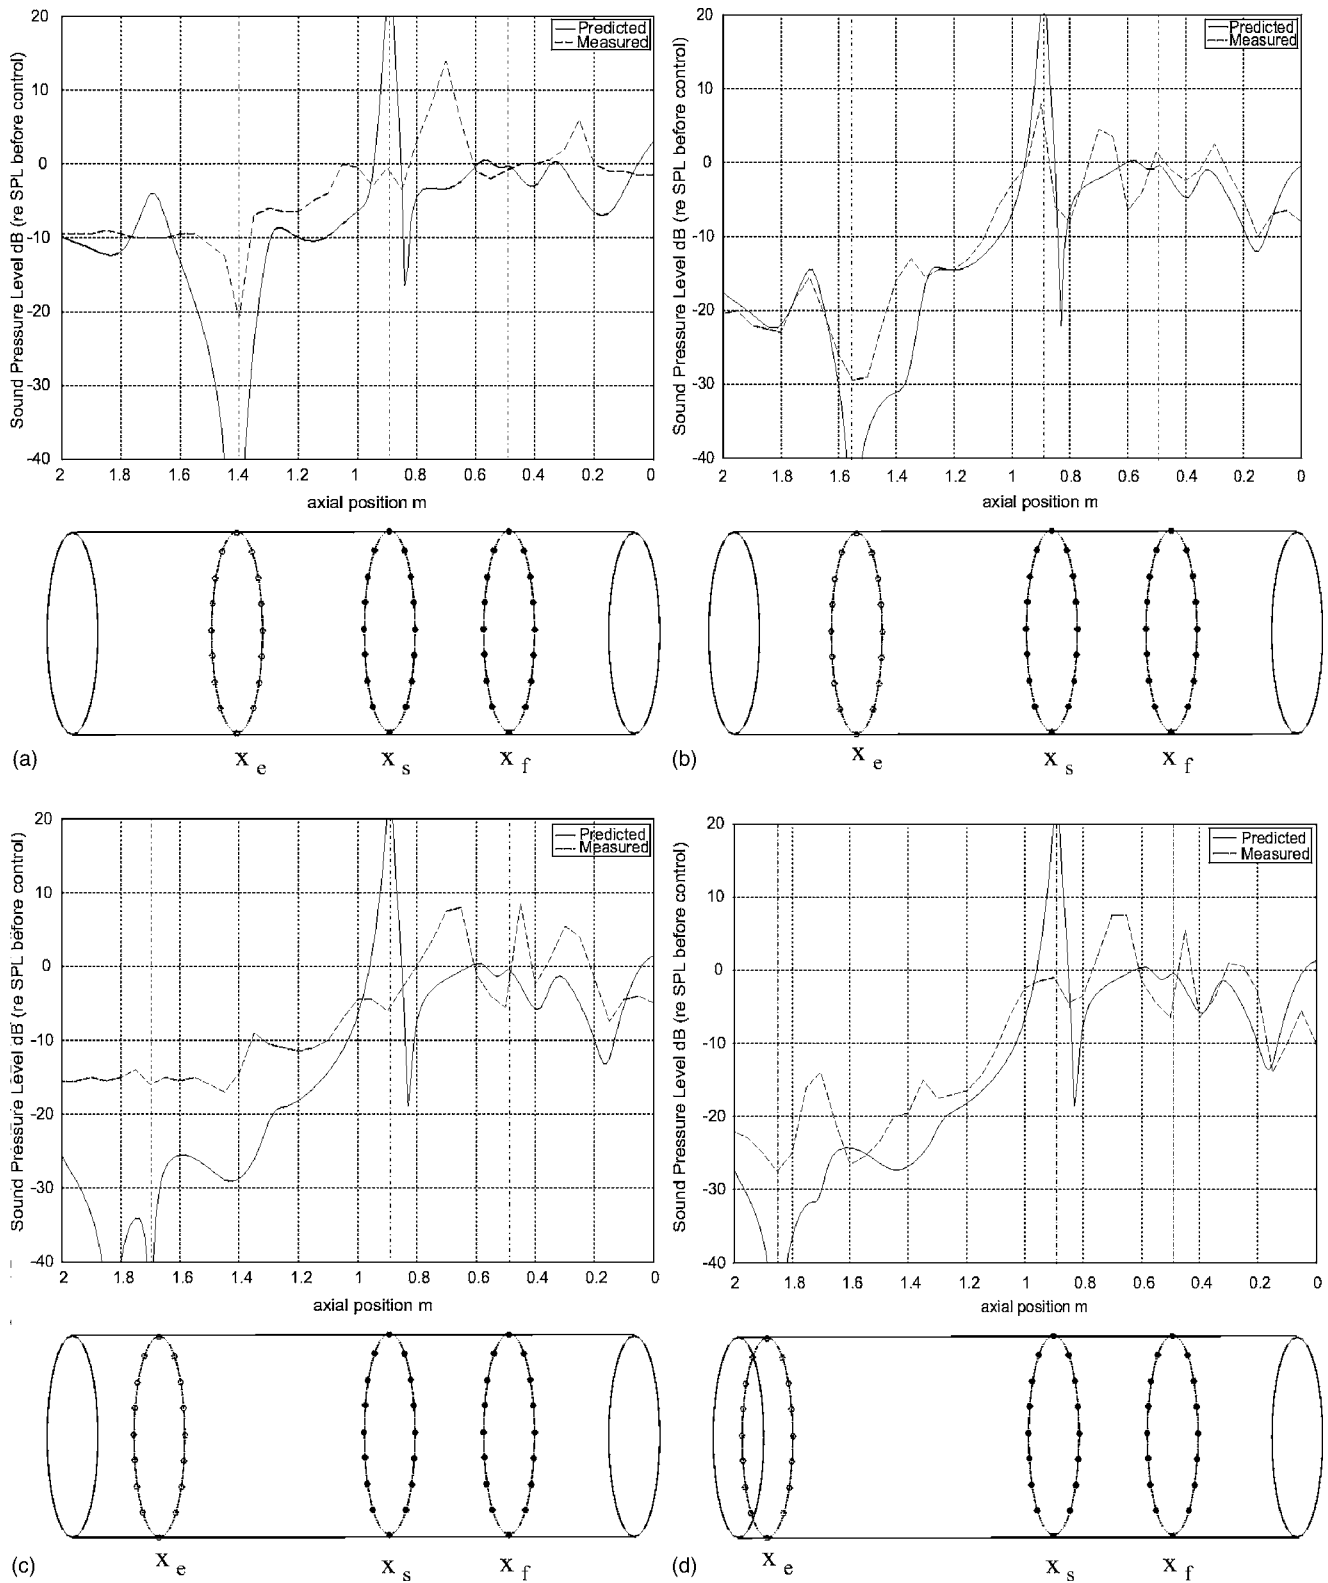 Sound Pressure Level dB (re SPL before control)
20
10
0
-10
-20
-30
-40
Predicted
Measured
2 1.8 1.6 1.4 1.2 1 0.8 0.6 0.4 0.2 0
axial position m
(a)
x e x s x f
Sound Pressure Level dB (re SPL before control)
20
10
0
-10
-20
-30
-40
Predicted
Measured
2 1.8 1.6 1.4 1.2 1 0.8 0.6 0.4 0.2 0
axial position m
(b)
x e x s x f
Sound Pressure Level dB (re SPL before control)
20
10
0
-10
-20
-30
-40
Predicted
Measured
2 1.8 1.6 1.4 1.2 1 0.8 0.6 0.4 0.2 0
axial position m
(c)
x e x s x f
Sound Pressure Level dB (re SPL before control)
20
10
0
-10
-20
-30
-40
Predicted
Measured
2 1.8 1.6 1.4 1.2 1 0.8 0.6 0.4 0.2 0
axial position m
(d)
x e x s x f